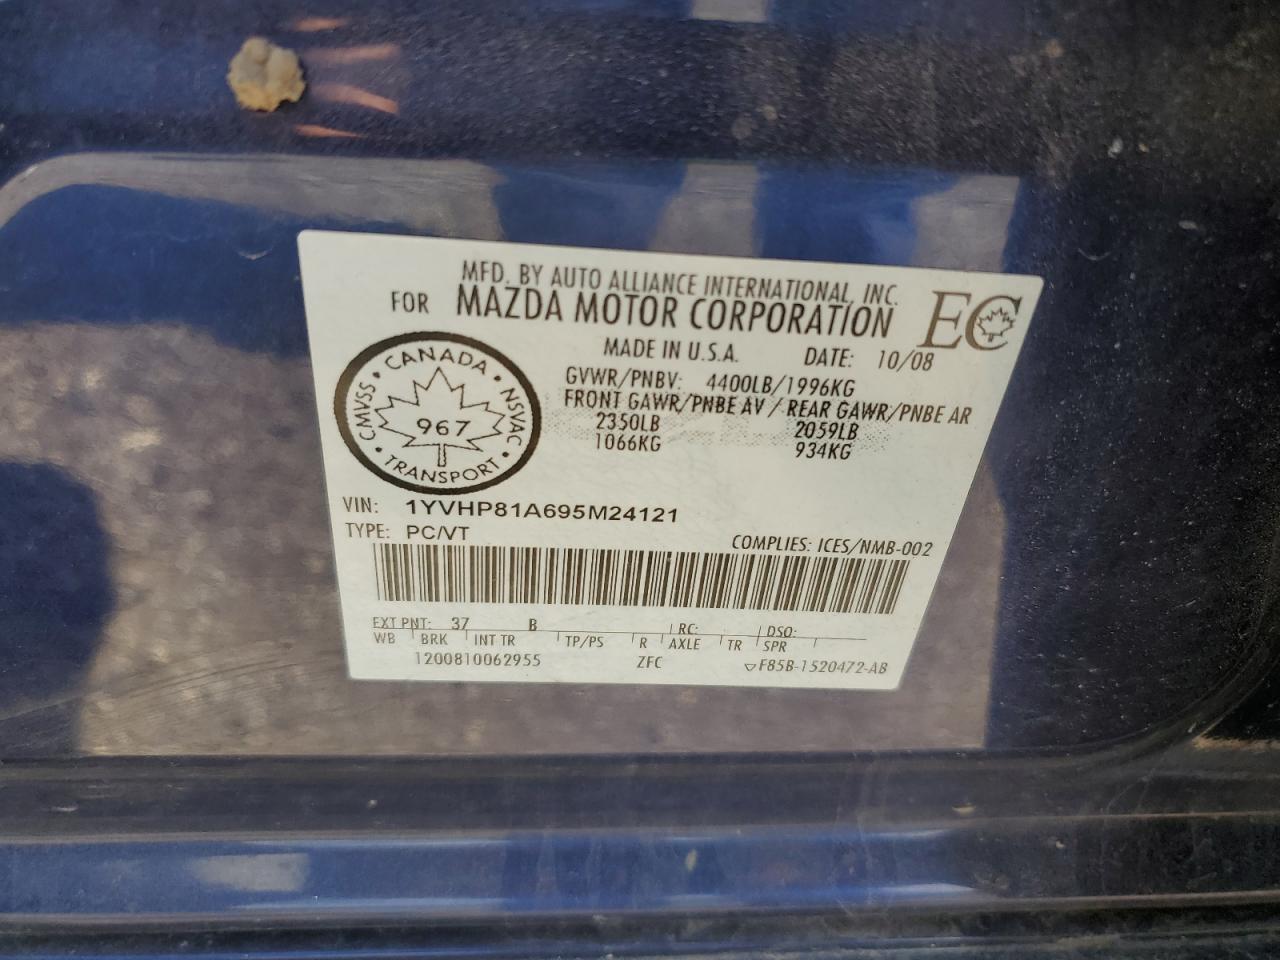 MFD. BY AUTO ALLIANCE INTERNATIONAL, INC.
FOR MAZDA MOTOR CORPORATION
EC
MADE IN U.S.A. DATE: 10/08
GVWR/PNBV: 4400LB/1996KG
FRONT GAWR/PNBE AV / REAR GAWR/PNBE AR
2350LB 2059LB
1066KG 934KG
CANADA • NSVAC • TRANSPORT • CMVSS •
967
VIN: 1YVHP81A695M24121
TYPE: PC/VT
COMPLIES: ICES/NMB-002
EXT PNT: 37 B RC: DSO:
WB BRK INT TR TP/PS R AXLE TR SPR
1200810062955 ZFC F85B-1520472-AB